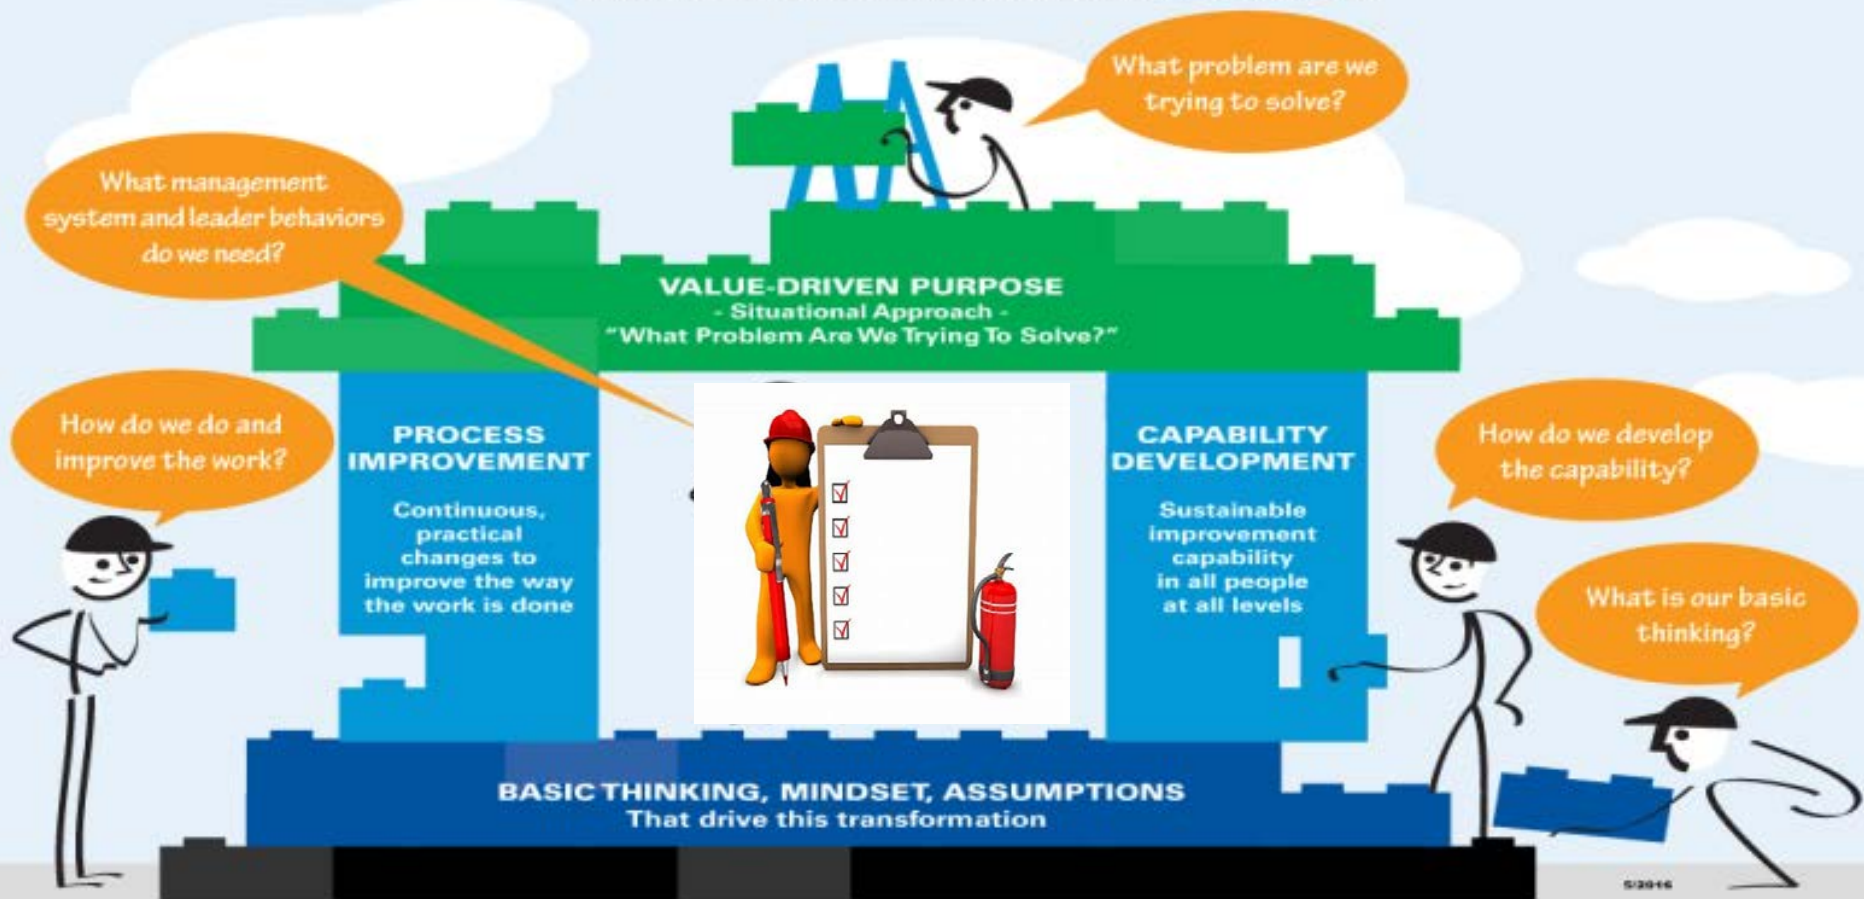 What problem are we
trying to solve?
What management
system and leader behaviors
do we need?
VALUE-DRIVEN PURPOSE
- Situational Approach -
"What Problem Are We Trying To Solve?"
How do we do and
improve the work?
PROCESS
IMPROVEMENT
Continuous,
practical
changes to
improve the way
the work is done
CAPABILITY
DEVELOPMENT
Sustainable
improvement
capability
in all people
at all levels
How do we develop
the capability?
What is our basic
thinking?
BASIC THINKING, MINDSET, ASSUMPTIONS
That drive this transformation
5/2016